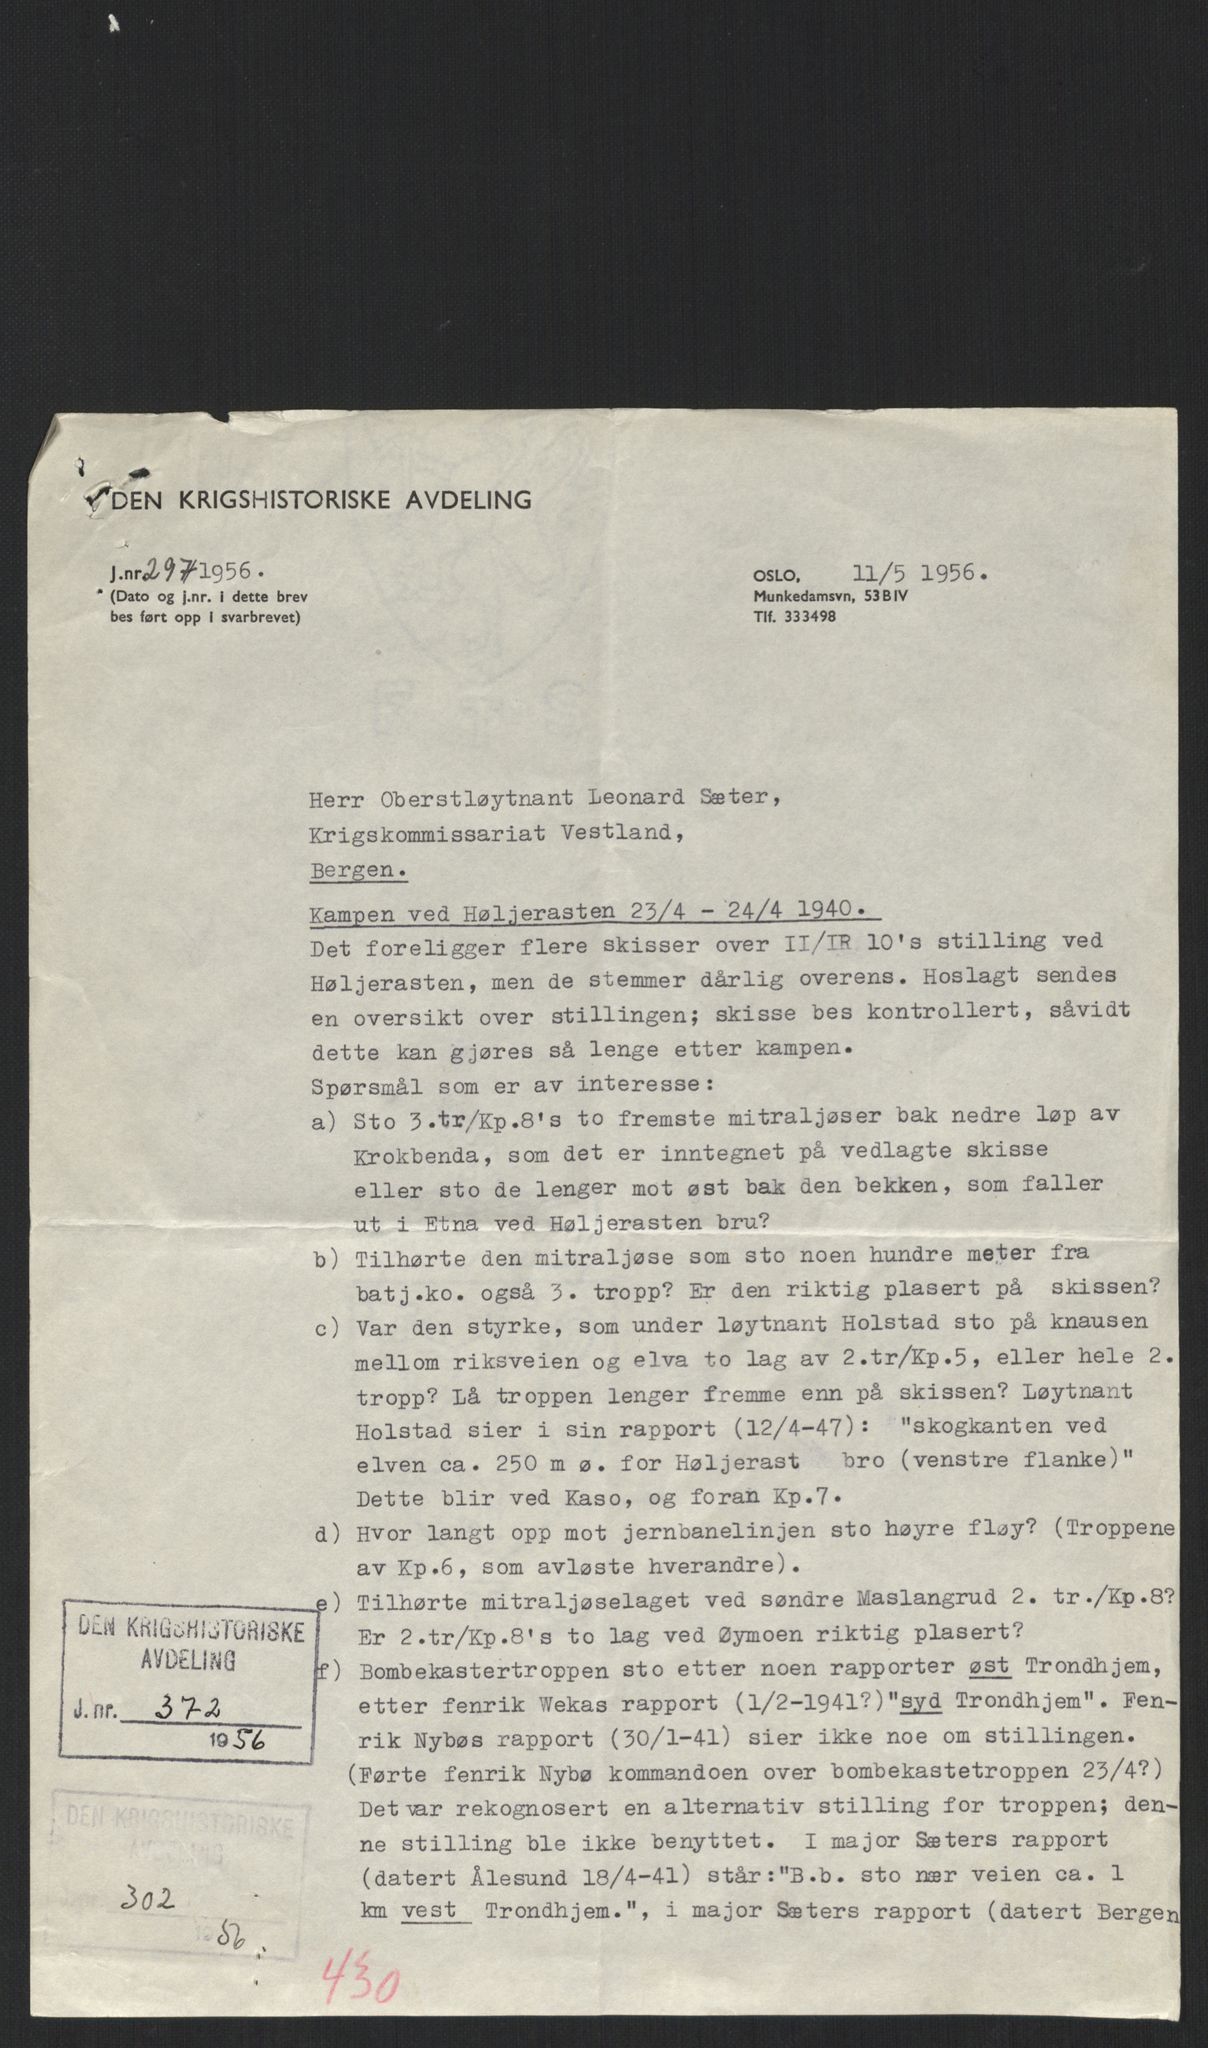 DEN KRIGSHISTORISKE AVDELING
J.nr. 297/1956.
(Dato og j.nr. i dette brev
bes ført opp i svarbrevet)
OSLO, 11/5 1956.
Munkedamsvn, 53B IV
Tlf. 333498
Herr Oberstløytnant Leonard Sæter,
Krigskommissariat Vestland,
Bergen.
Kampen ved Høljerasten 23/4 - 24/4 1940.
Det foreligger flere skisser over II/IR 10's stilling ved
Høljerasten, men de stemmer dårlig overens. Hoslagt sendes
en oversikt over stillingen; skisse bes kontrollert, såvidt
dette kan gjøres så lenge etter kampen.
Spørsmål som er av interesse:
a) Sto 3.tr/Kp.8's to fremste mitraljøser bak nedre løp av
Krokbenda, som det er inntegnet på vedlagte skisse
eller sto de lenger mot øst bak den bekken, som faller
ut i Etna ved Høljerasten bru?
b) Tilhørte den mitraljøse som sto noen hundre meter fra
batj.ko. også 3. tropp? Er den riktig plasert på skissen?
c) Var den styrke, som under løytnant Holstad sto på knausen
mellom riksveien og elva to lag av 2.tr/Kp.5, eller hele 2.
tropp? Lå troppen lenger fremme enn på skissen? Løytnant
Holstad sier i sin rapport (12/4-47): "skogkanten ved
elven ca. 250 m ø. for Høljerast bro (venstre flanke)"
Dette blir ved Kaso, og foran Kp.7.
d) Hvor langt opp mot jernbanelinjen sto høyre fløy? (Troppene
av Kp.6, som avløste hverandre).
e) Tilhørte mitraljøselaget ved søndre Maslangrud 2. tr./Kp.8?
Er 2.tr/Kp.8's to lag ved Øymoen riktig plasert?
f) Bombekastertroppen sto etter noen rapporter øst Trondhjem,
etter fenrik Wekas rapport (1/2-1941?) "syd Trondhjem". Fen-
rik Nybøs rapport (30/1-41) sier ikke noe om stillingen.
(Førte fenrik Nybø kommandoen over bombekastetroppen 23/4?)
Det var rekognosert en alternativ stilling for troppen; den-
ne stilling ble ikke benyttet. I major Sæters rapport
(datert Ålesund 18/4-41) står:"B.b. sto nær veien ca. 1
km vest Trondhjem.", i major Sæters rapport (datert Bergen
DEN KRIGSHISTORISKE
AVDELING
J. nr. 372
1956
DEN KRIGSHISTORISKE
AVDELING
302
1956
430